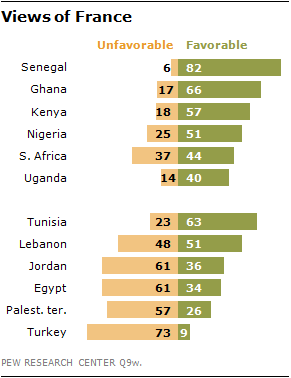 Views of France
Unfavorable Favorable
Senegal 6 82
Ghana 17 66
Kenya 18 57
Nigeria 25 51
S. Africa 37 44
Uganda 14 40
Tunisia 23 63
Lebanon 48 51
Jordan 61 36
Egypt 61 34
Palest. ter. 57 26
Turkey 73 9
PEW RESEARCH CENTER Q9w.